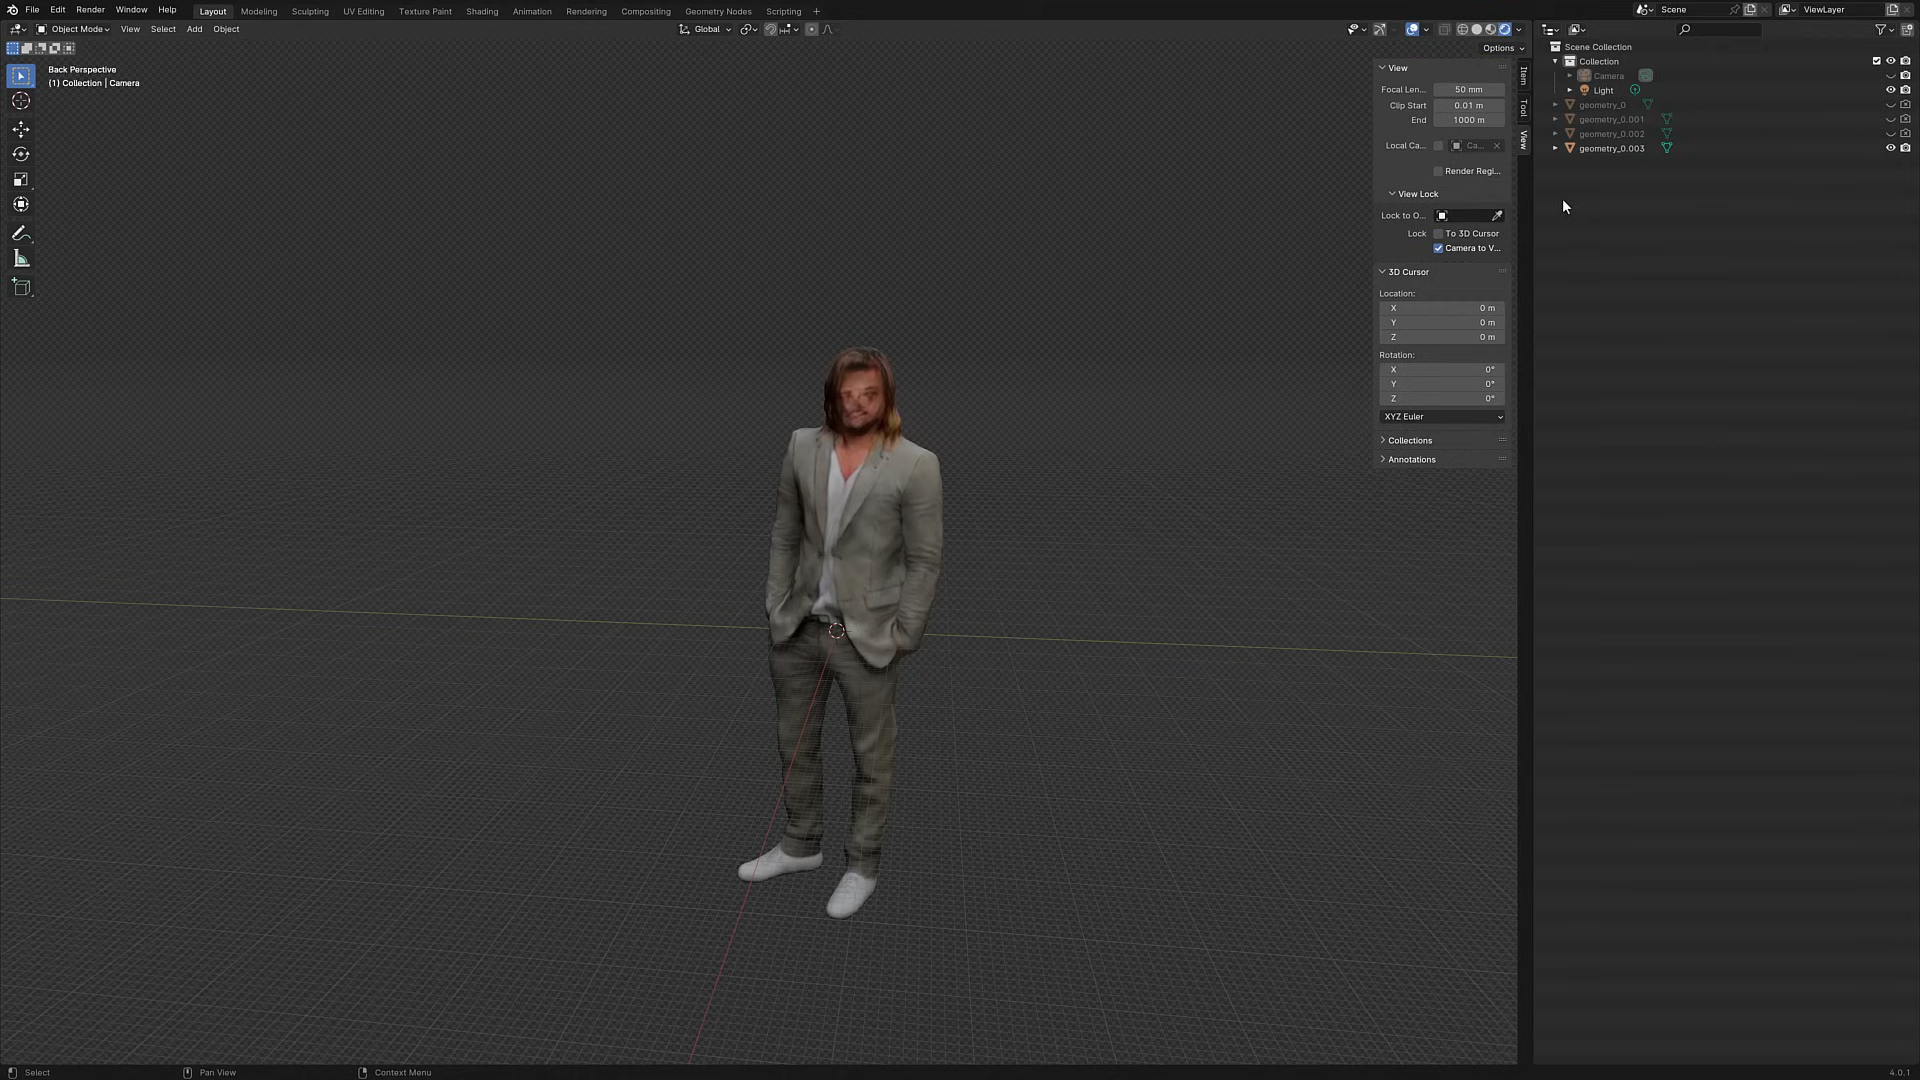 File Edit Render Window Help Layout Modeling Sculpting UV Editing Texture Paint Shading Animation Rendering Compositing Geometry Nodes Scripting + Scene ViewLayer
Object Mode View Select Add Object Global
Options
Back Perspective
(1) Collection | Camera
View
Focal Len... 50 mm
Clip Start 0.01 m
End 1000 m
Local Ca... Ca...
Render Regi...
View Lock
Lock to O...
Lock To 3D Cursor
Camera to V...
3D Cursor
Location:
X 0 m
Y 0 m
Z 0 m
Rotation:
X 0°
Y 0°
Z 0°
XYZ Euler
Collections
Annotations
Item
Tool
View
Scene Collection
Collection
Camera
Light
geometry_0
geometry_0.001
geometry_0.002
geometry_0.003
Select Pan View Context Menu 4.0.1